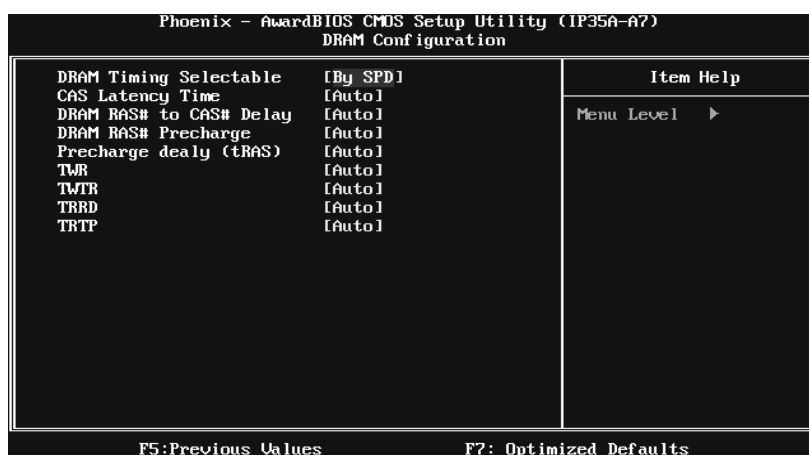 Phoenix - AwardBIOS CMOS Setup Utility (IP35A-A7)
DRAM Configuration
DRAM Timing Selectable [By SPD]
CAS Latency Time [Auto]
DRAM RAS# to CAS# Delay [Auto]
DRAM RAS# Precharge [Auto]
Precharge dealy (tRAS) [Auto]
TWR [Auto]
TWTR [Auto]
TRRD [Auto]
TRTP [Auto]
Item Help
Menu Level
F5:Previous Values F7: Optimized Defaults